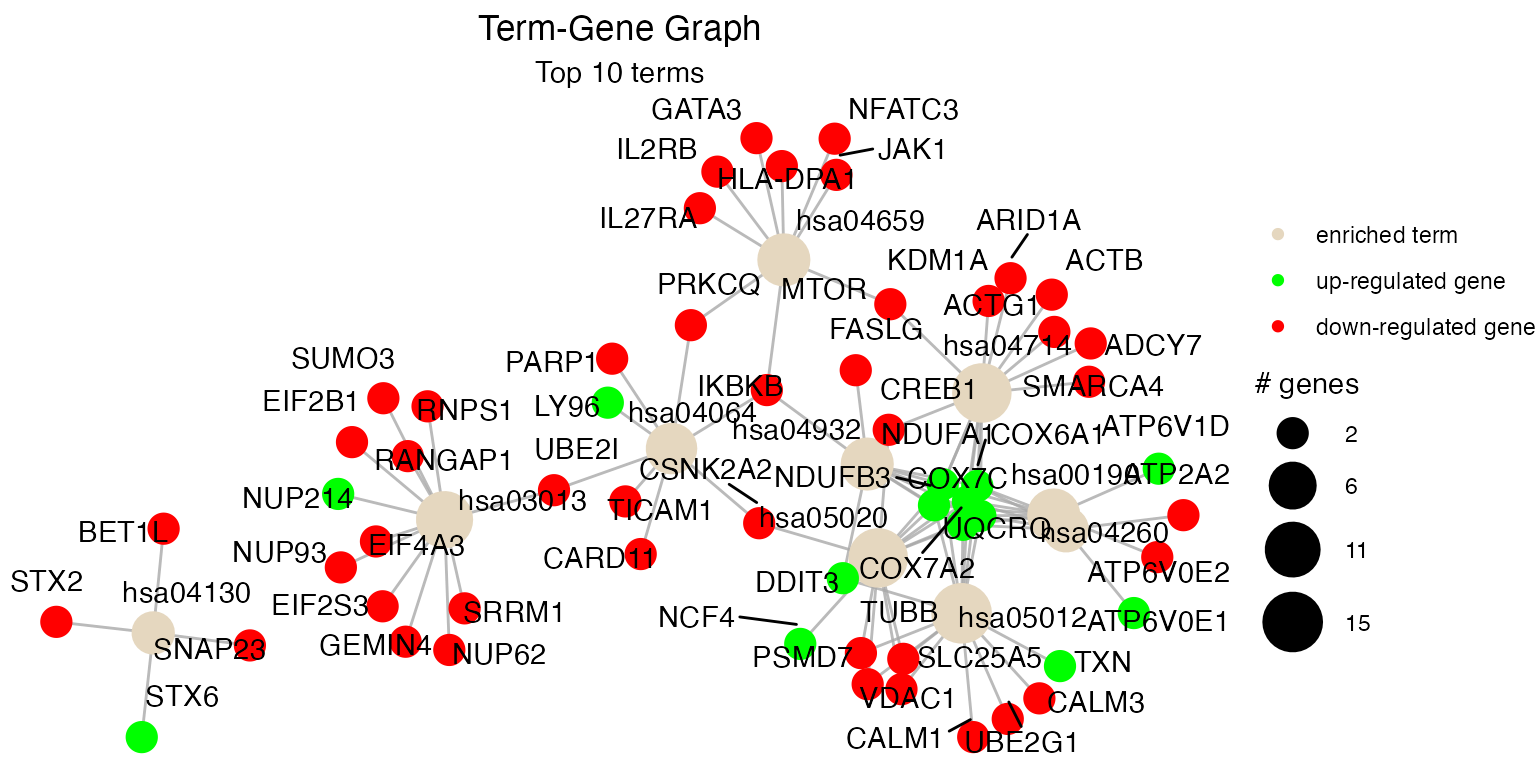 Term-Gene Graph
Top 10 terms
GATA3
NFATC3
IL2RB
JAK1
HLA-DPA1
IL27RA
hsa04659
ARID1A
KDM1A
ACTB
PRKCQ
MTOR
ACTG1
FASLG
hsa04714
ADCY7
SUMO3
PARP1
IKBKB
CREB1
SMARCA4
EIF2B1
RNPS1
LY96
hsa04064
hsa04932
NDUFA1
COX6A1
ATP6V1D
UBE2I
RANGAP1
CSNK2A2
NDUFB3
COX7C
hsa00190
ATP2A2
NUP214
hsa03013
TICAM1
hsa05020
UQCRQ
hsa04260
BET1L
NUP93
EIF4A3
CARD11
COX7A2
ATP6V0E2
STX2
hsa04130
DDIT3
EIF2S3
SRRM1
NCF4
TUBB
hsa05012
ATP6V0E1
SNAP23
GEMIN4
NUP62
PSMD7
SLC25A5
TXN
STX6
VDAC1
CALM3
CALM1
UBE2G1
enriched term
up-regulated gene
down-regulated gene
# genes
2
6
11
15